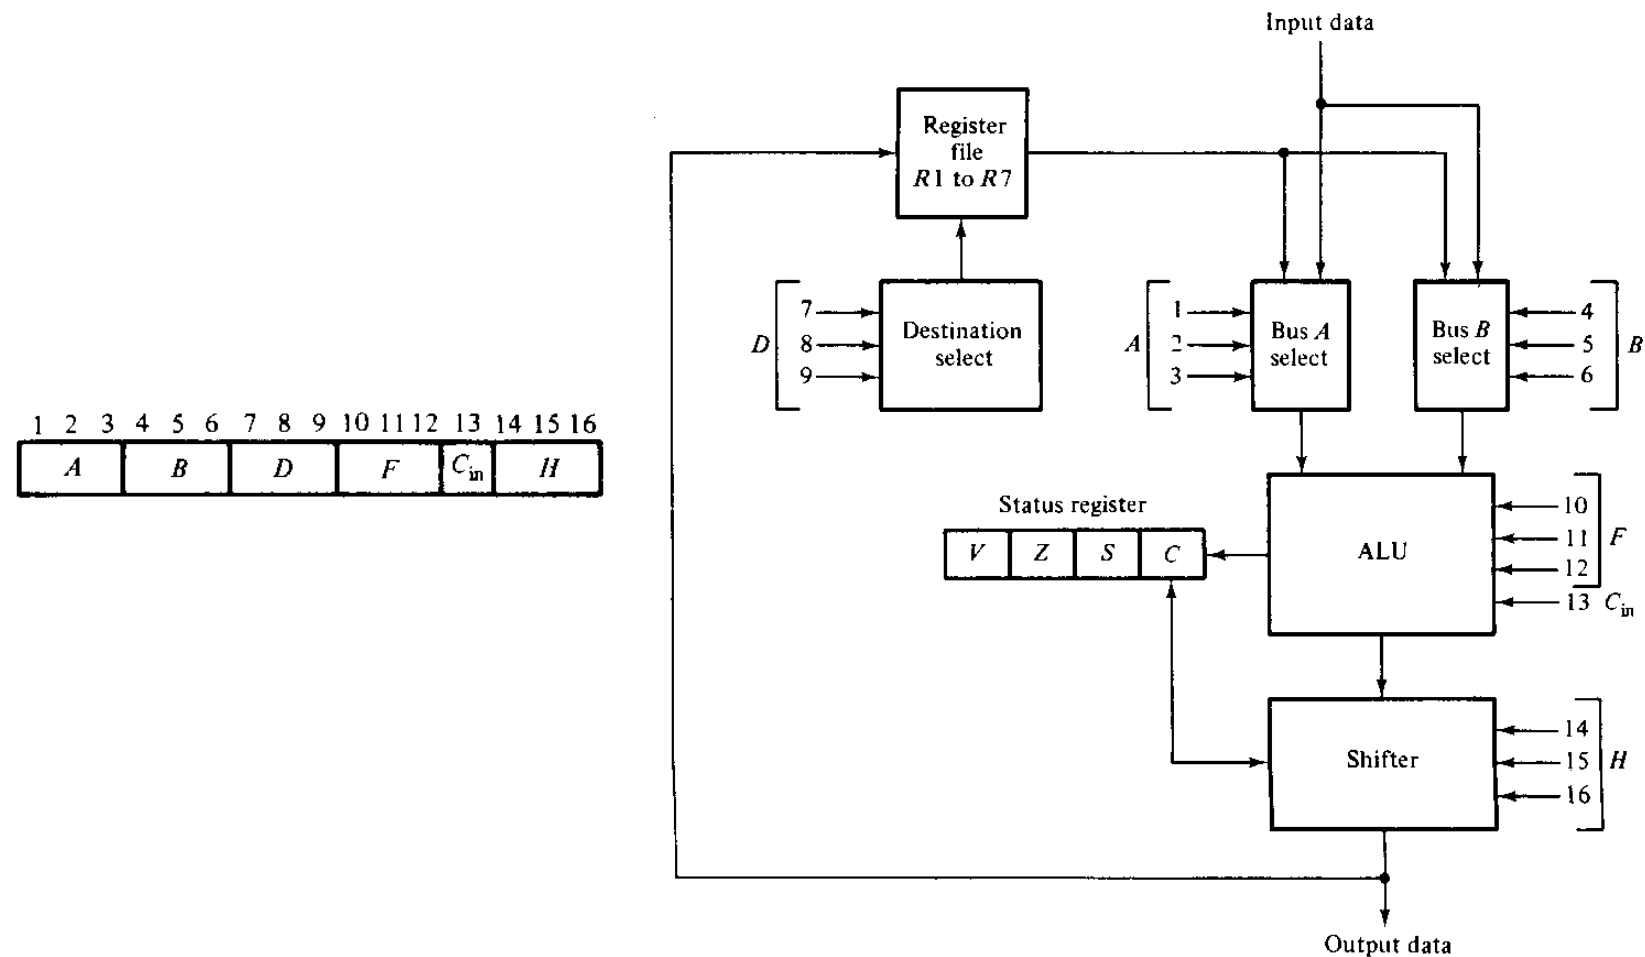 1 2 3 4 5 6 7 8 9 10 11 12 13 14 15 16
A B D F Cin H
Input data
Register
file
R1 to R7
D
7
8
9
Destination
select
A
1
2
3
Bus A
select
Bus B
select
4
5
6
B
Status register
V Z S C
ALU
10
11
12
F
13 Cin
Shifter
14
15
16
H
Output data